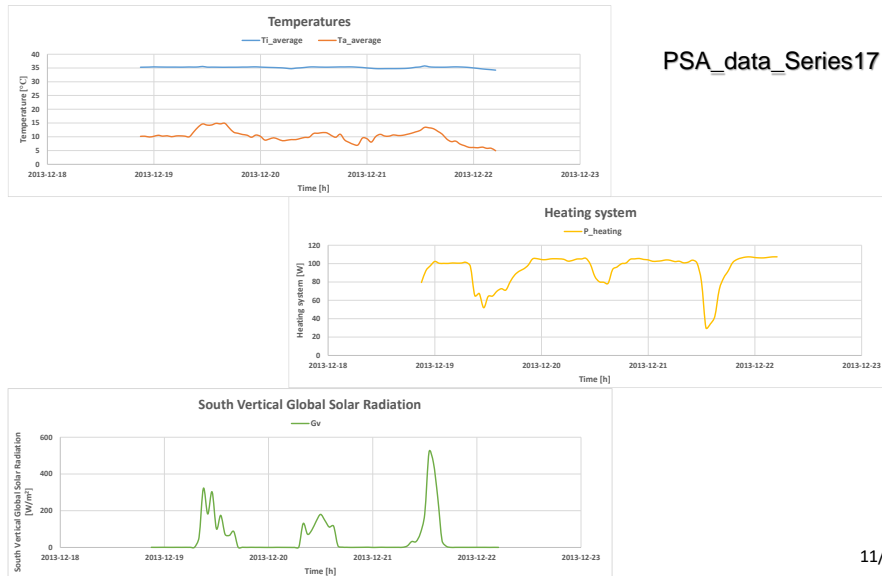 Temperatures
Ti_average Ta_average
40
35
30
25
20
15
10
5
0
Temperature [°C]
2013-12-18 2013-12-19 2013-12-20 2013-12-21 2013-12-22 2013-12-23
Time [h]
PSA_data_Series17
Heating system
P_heating
120
100
80
60
40
20
0
Heating system [W]
2013-12-18 2013-12-19 2013-12-20 2013-12-21 2013-12-22 2013-12-23
Time [h]
South Vertical Global Solar Radiation
Gv
600
400
200
0
South Vertical Global Solar Radiation
[W/m²]
2013-12-18 2013-12-19 2013-12-20 2013-12-21 2013-12-22 2013-12-23
Time [h]
11/